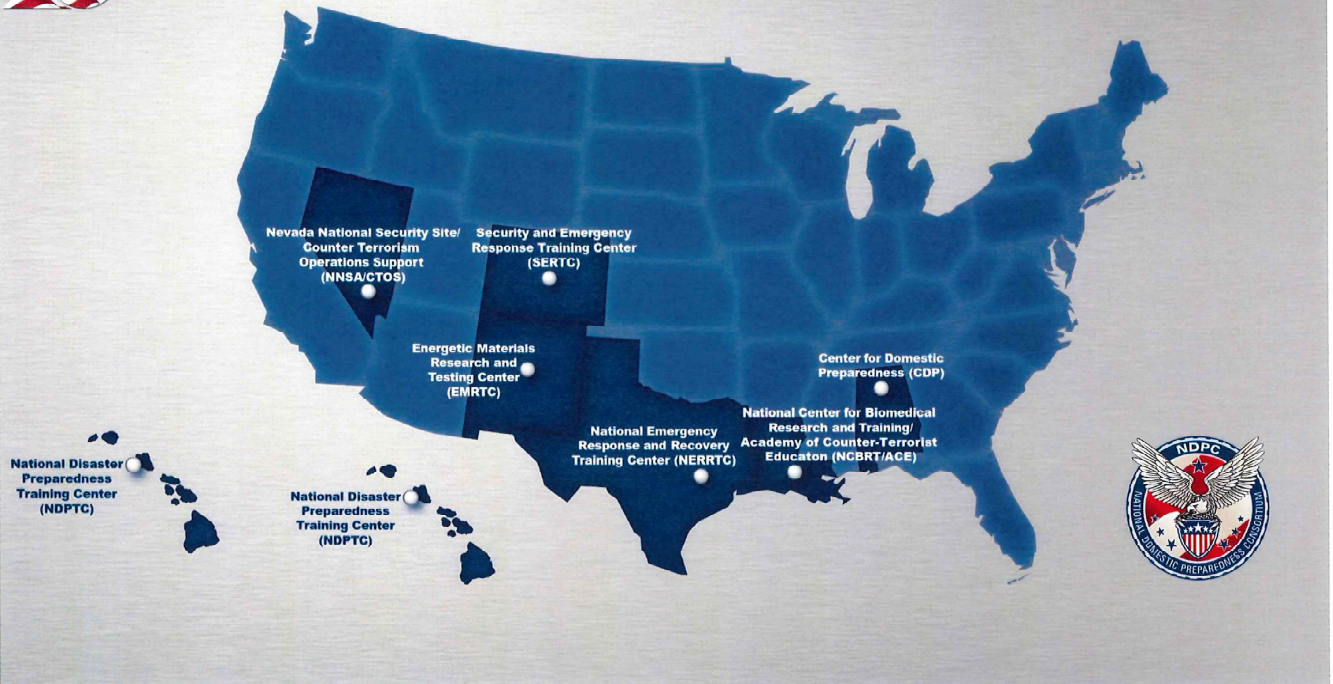 Nevada National Security Site/
Counter Terrorism
Operations Support
(NNSA/CTOS)
Security and Emergency
Response Training Center
(SERTC)
Energetic Materials
Research and
Testing Center
(EMRTC)
Center for Domestic
Preparedness (CDP)
National Center for Biomedical
Research and Training/
Academy of Counter-Terrorist
Educaton (NCBRT/ACE)
National Emergency
Response and Recovery
Training Center (NERRTC)
National Disaster
Preparedness
Training Center
(NDPTC)
National Disaster
Preparedness
Training Center
(NDPTC)
NDPC
NATIONAL DOMESTIC PREPAREDNESS CONSORTIUM